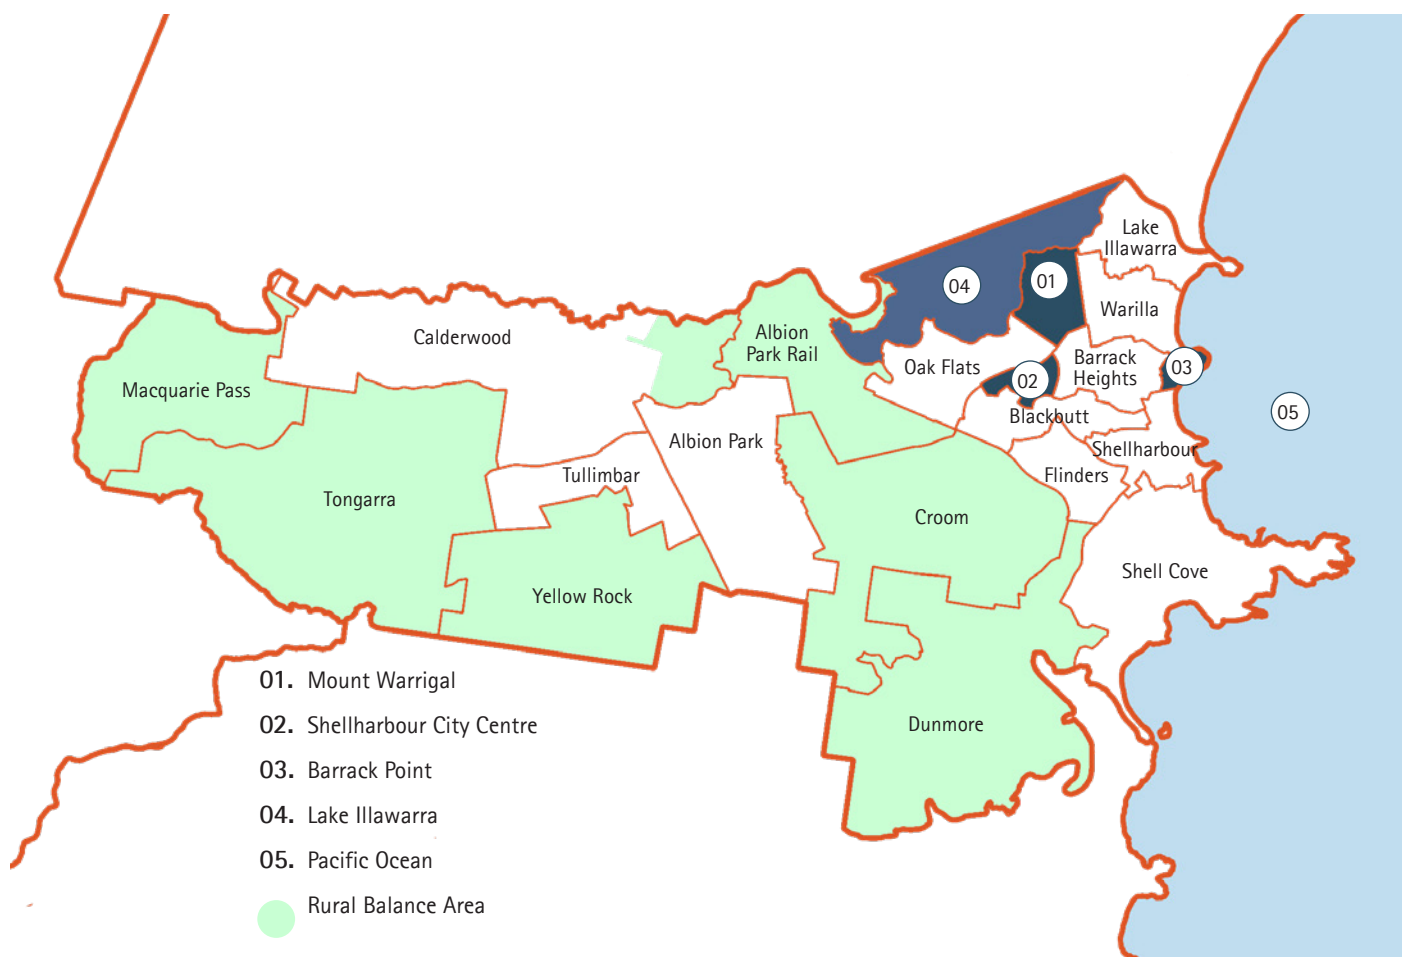 Lake
Illawarra
04
01
Warilla
Calderwood
Albion
Park Rail
Oak Flats
Barrack
Heights
03
02
Macquarie Pass
05
Blackbutt
Albion Park
Shellharbour
Tullimbar
Flinders
Tongarra
Croom
Shell Cove
Yellow Rock
Dunmore
01. Mount Warrigal
02. Shellharbour City Centre
03. Barrack Point
04. Lake Illawarra
05. Pacific Ocean
Rural Balance Area